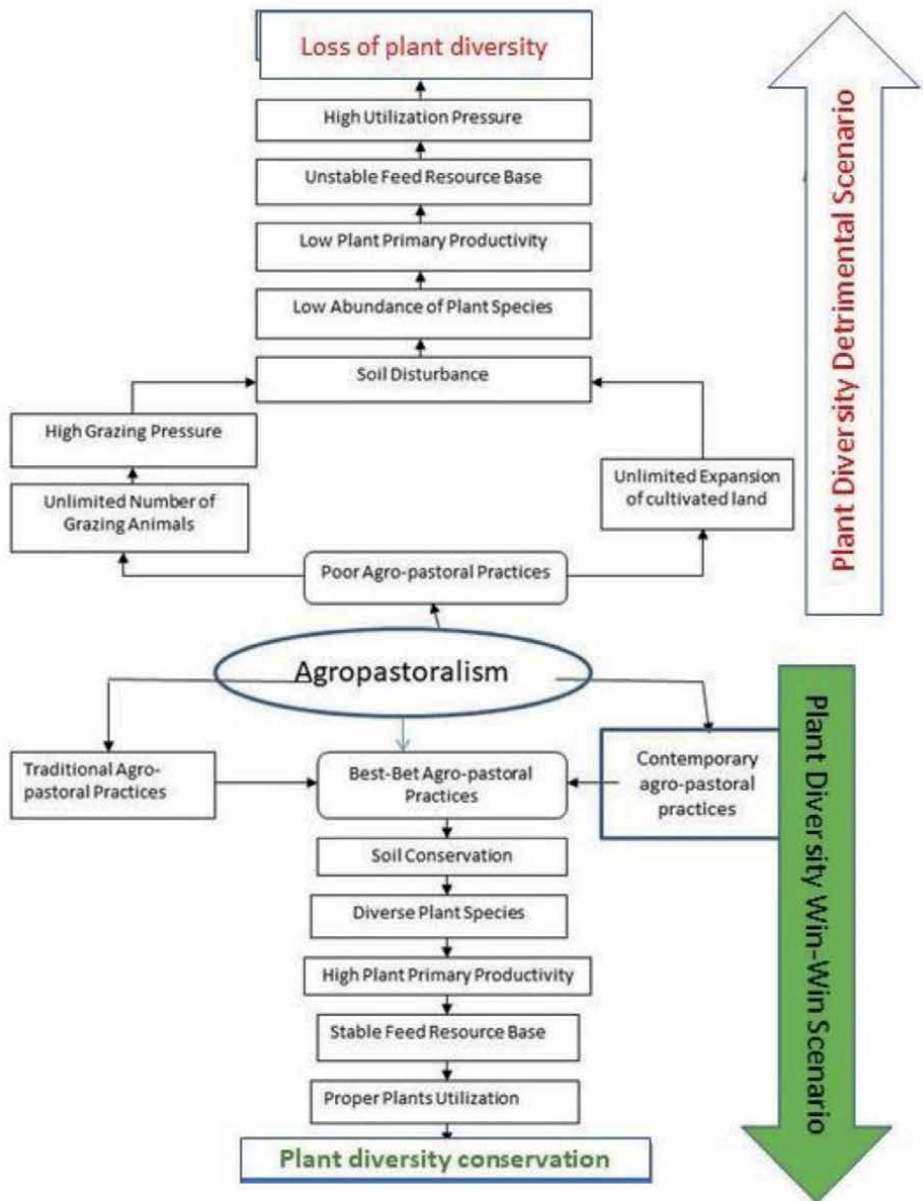 Loss of plant diversity
High Utilization Pressure
Unstable Feed Resource Base
Low Plant Primary Productivity
Low Abundance of Plant Species
Soil Disturbance
High Grazing Pressure
Unlimited Number of
Grazing Animals
Unlimited Expansion
of cultivated land
Poor Agro-pastoral Practices
Plant Diversity Detrimental Scenario
Agropastoralism
Traditional Agro-
pastoral Practices
Best-Bet Agro-pastoral
Practices
Contemporary
agro-pastoral
practices
Soil Conservation
Diverse Plant Species
High Plant Primary Productivity
Stable Feed Resource Base
Proper Plants Utilization
Plant diversity conservation
Plant Diversity Win-Win Scenario